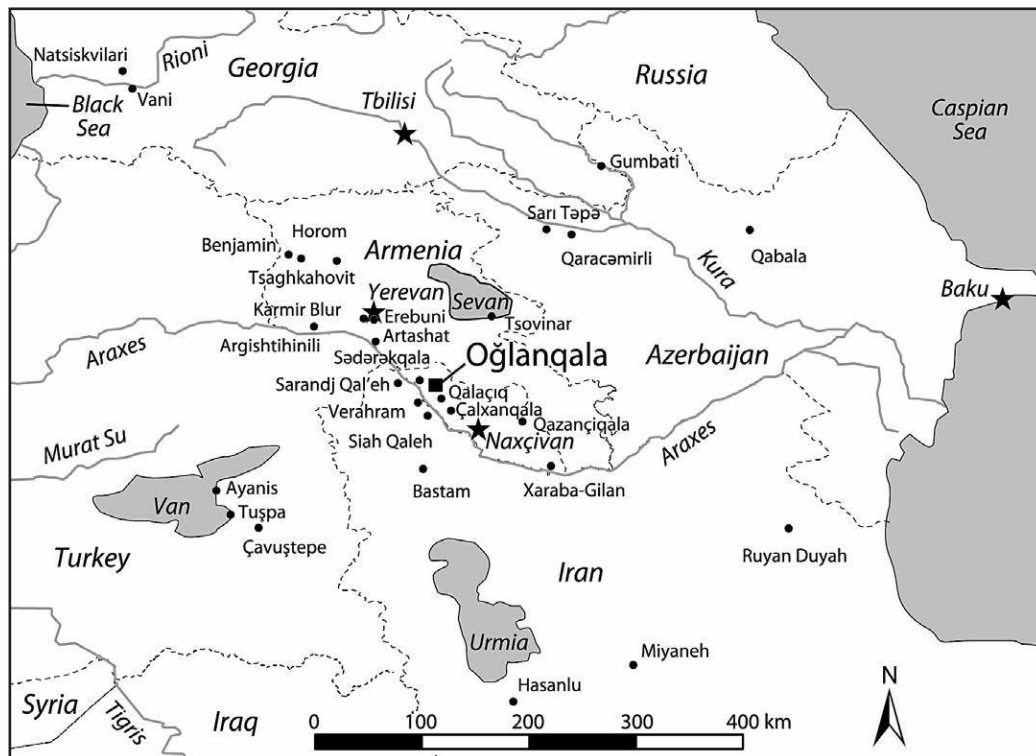 Natsiskvilari
Rioni
Georgia
Russia
Black
Sea
Vani
Tbilisi
Caspian
Sea
Gumbati
Sarı Təpə
Qaracəmirli
Qabala
Kura
Benjamin
Horom
Tsaghkahovit
Armenia
Baku
Yerevan
Sevan
Karmir Blur
Erebuni
Tsovinar
Argishtihinili
Artashat
Araxes
Azerbaijan
Sədərəkqala
Oğlanqala
Sarandj Qal'eh
Qalaçıq
Verahram
Çalxanqala
Qazançiqala
Siah Qaleh
Naxçivan
Araxes
Murat Su
Bastam
Xaraba-Gilan
Van
Ayanis
Tuşpa
Çavuştepe
Ruyan Duyah
Turkey
Iran
Urmia
Miyaneh
Hasanlu
N
Syria
Tigris
Iraq
0 100 200 300 400 km